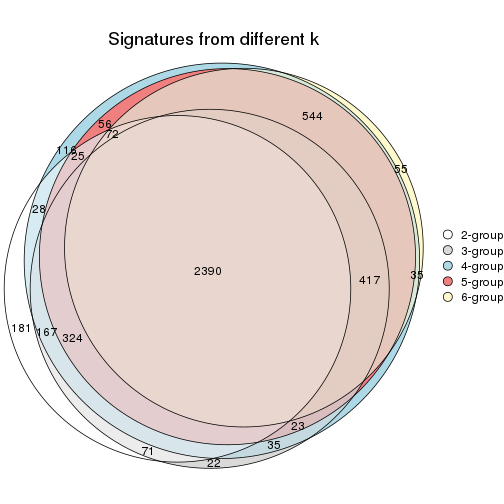 Signatures from different k
544
56
72
116
25
55
28
2390
417
35
181
167
324
23
35
71
22
2-group
3-group
4-group
5-group
6-group